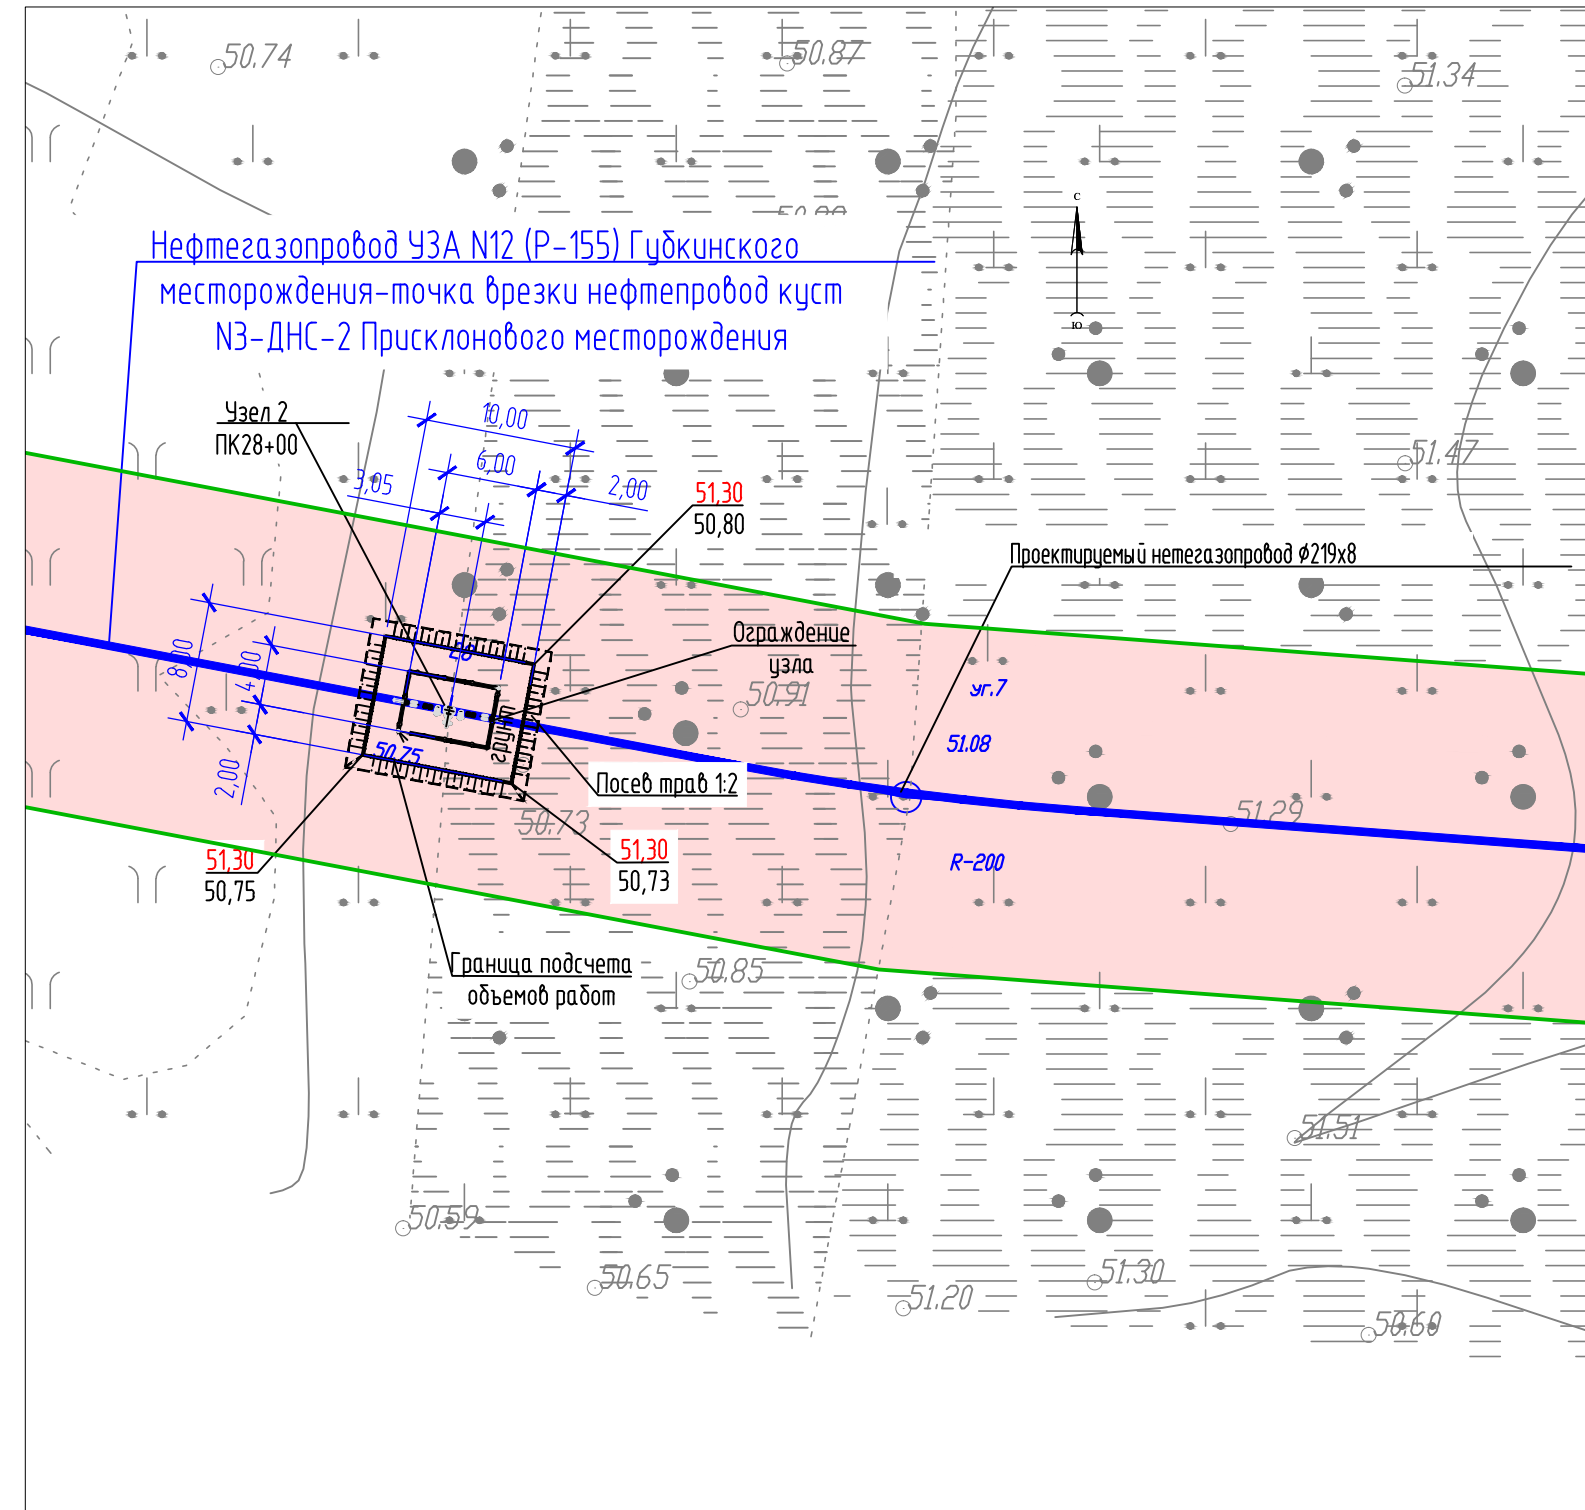 50.74
50.87
51.34
С
Нефтегазопровод УЗА N12 (Р-155) Губкинского
месторождения-точка врезки нефтепровод куст
N3-ДНС-2 Присклонового месторождения
Ю
Узел 2
ПК28+00
10,00
6,00
3,05
2,00
51,30
50,80
51.47
Проектируемый нетегазопровод ⌀219х8
Ограждение
узла
8,00
4,00
2,00
28
грунт
50.75
50.91
уг.7
51.08
Посев трав 1:2
50.73
51.29
51,30
50,75
51,30
50,73
R-200
Граница подсчета
объемов работ
50.85
51.51
50.59
50.65
51.20
51.30
50.60